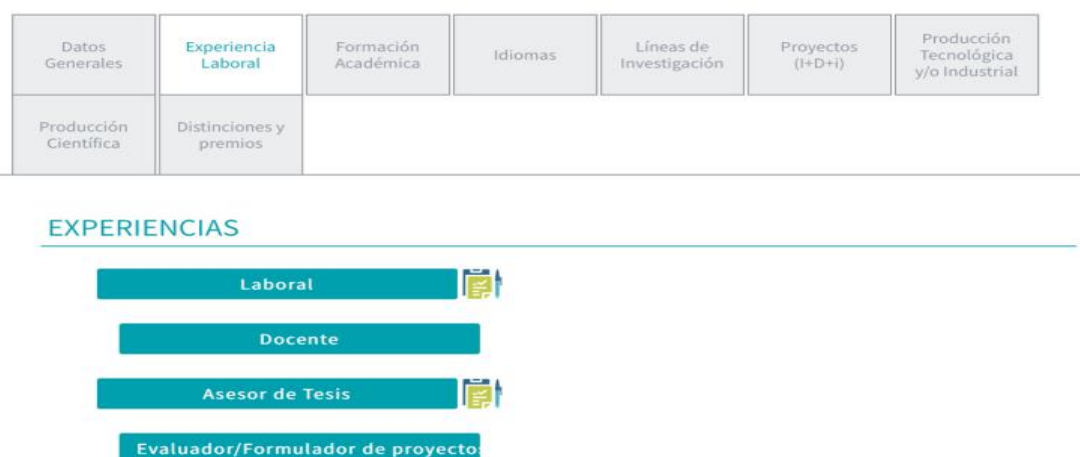 Datos
Generales
Experiencia
Laboral
Formación
Académica
Idiomas
Líneas de
Investigación
Proyectos
(I+D+i)
Producción
Tecnológica
y/o Industrial
Producción
Científica
Distinciones y
premios
EXPERIENCIAS
Laboral
Docente
Asesor de Tesis
Evaluador/Formulador de proyectos